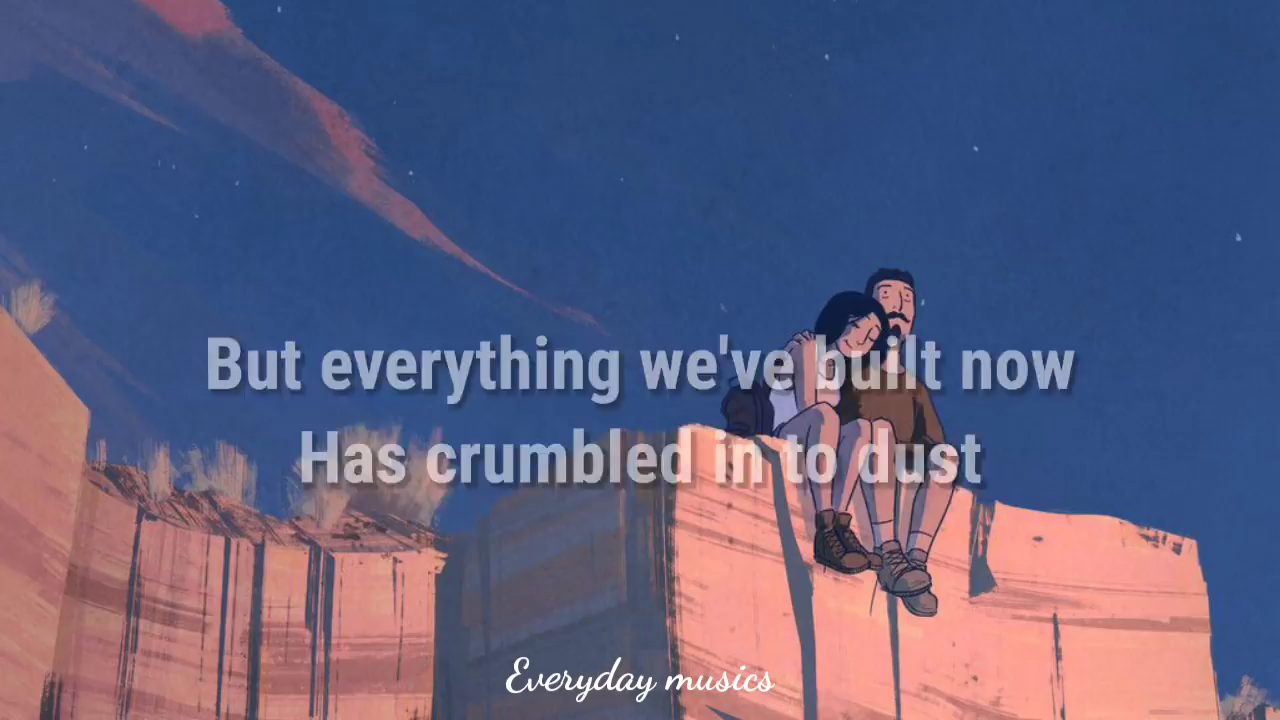 But everything we've built now
Has crumbled in to dust
Everyday musics